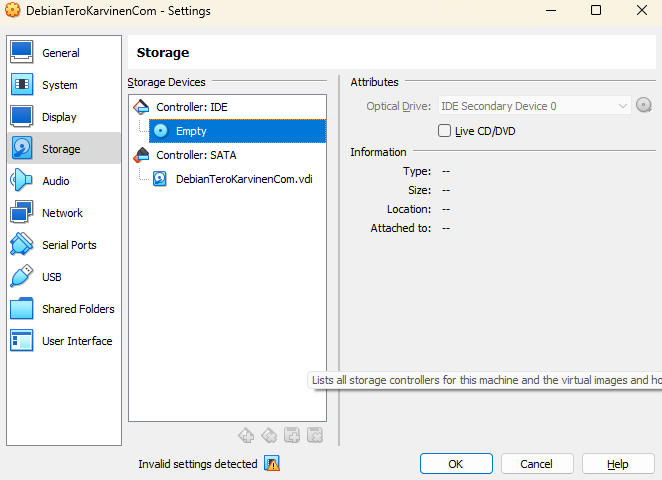 DebianTeroKarvinenCom - Settings
General
System
Display
Storage
Audio
Network
Serial Ports
USB
Shared Folders
User Interface
Storage
Storage Devices
Controller: IDE
Empty
Controller: SATA
DebianTeroKarvinenCom.vdi
Attributes
Optical Drive: IDE Secondary Device 0
Live CD/DVD
Information
Type: --
Size: --
Location: --
Attached to: --
Lists all storage controllers for this machine and the virtual images and ho
Invalid settings detected
OK Cancel Help